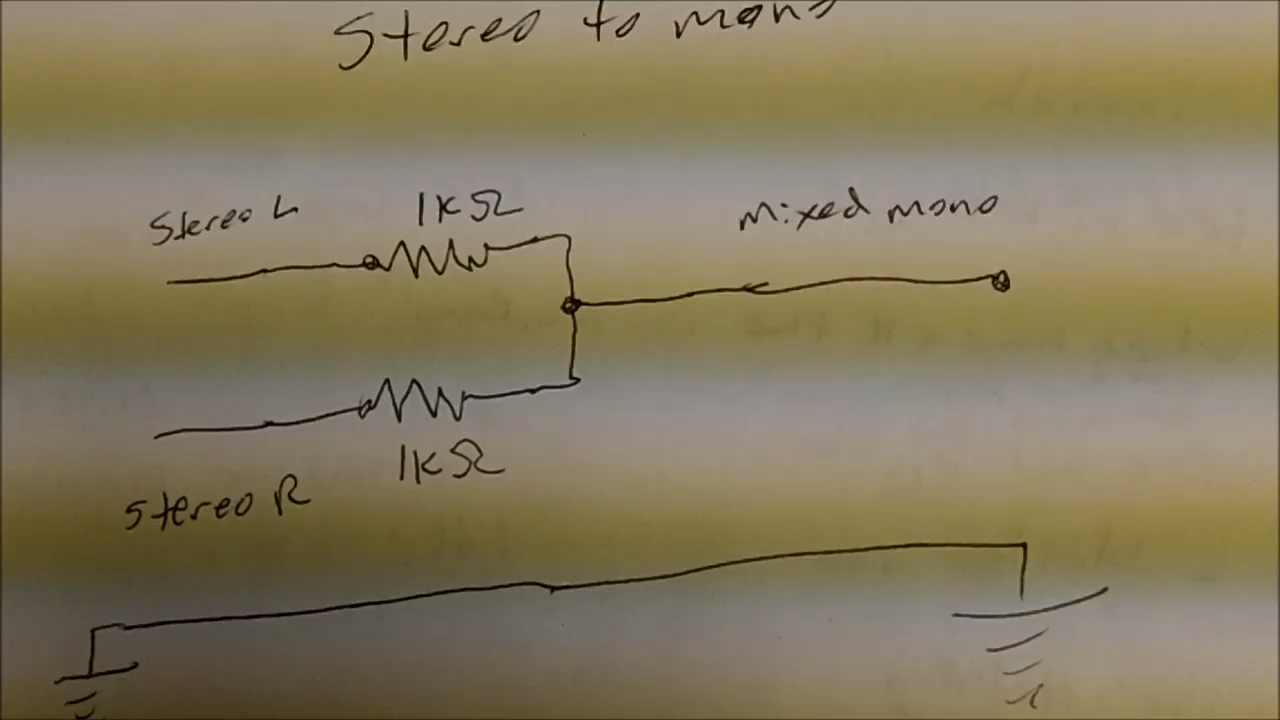 Stereo to mono
Stereo L
1KΩ
Mixed mono
1KΩ
Stereo R